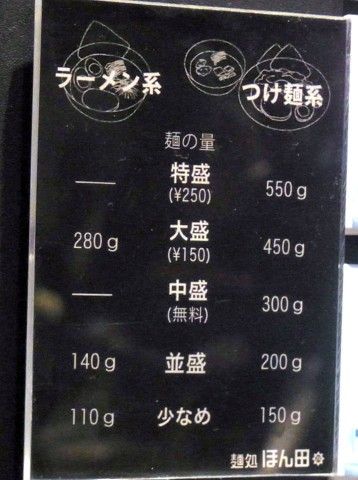 ラーメン系 つけ麺系
麺の量
— 特盛 550g
(¥250)
280g 大盛 450g
(¥150)
— 中盛 300g
(無料)
140g 並盛 200g
110g 少なめ 150g
麺処 ほん田